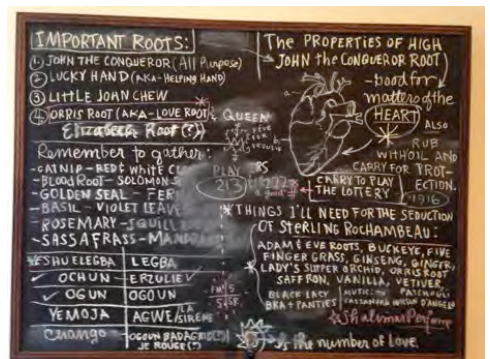 IMPORTANT ROOTS:
① JOHN THE CONQUEROR (All Purpose)
② LUCKY HAND (AKA-HELPING HAND)
③ LITTLE JOHN CHEW
④ ORRIS ROOT (AKA-LOVE ROOT)
Elizabeth Root (?)
QUEEN
Remember to gather:
-CATNIP-RED & WHITE
-BLOOD ROOT-SOLOMON
-GOLDEN SEAL-
-BASIL-VIOLET LEAVE
-ROSEMARY-
-SASSAFRASS-
PLAY
213
ESHU ELEGBA LEGBA
OCHUN ERZULIE
OGUN OGOUN
YEMOJA AGWE/LA SIRÈNE
Chango OGOUN BADAGRIS(?)
JE ROUGE (?)
THE PROPERTIES OF HIGH
JOHN the CONQUEROR ROOT
-Good for
matters of the
HEART
ALSO
RUB
WITH OIL AND
CARRY FOR PROT-
ECTION.
CARRY TO PLAY
THE LOTTERY
1916
*THINGS I'LL NEED FOR THE SEDUCTION
OF STERLING ROCHAMBEAU:
ADAM & EVE ROOTS, BUCKEYE, FIVE
FINGER GRASS, GINSENG, GINGER,
LADY'S SLIPPER ORCHID, ORRIS ROOT
SAFFRON, VANILLA, VETIVER,
PATCHOULI
BLACK LACY
BRA + PANTIES
MUSIC:
CASSANDRA WILSON D'ANGELO
*Shalimar Perfume
is the number of Love.